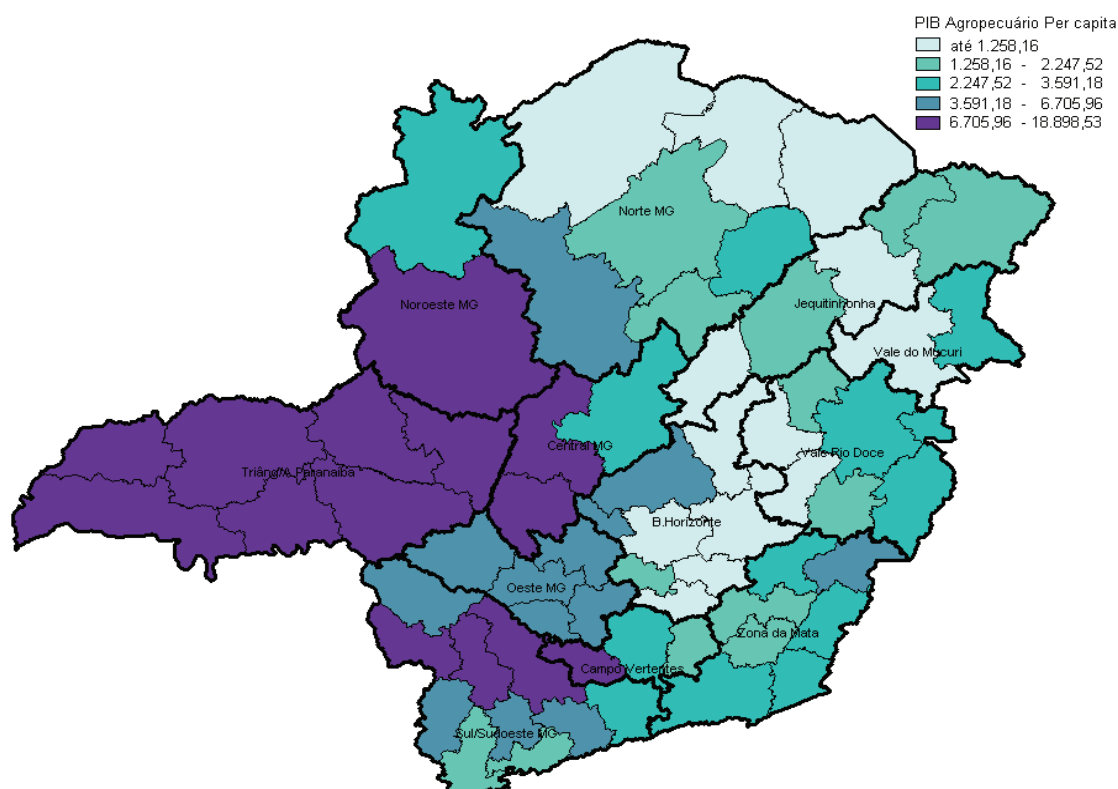 PIB Agropecuário Per capita
até 1.258,16
1.258,16 - 2.247,52
2.247,52 - 3.591,18
3.591,18 - 6.705,96
6.705,96 - 18.898,53
Norte MG
Noroeste MG
Jequitinhonha
Vale do Mucuri
Central MG
Vale Rio Doce
Triâng/A.Paranaiba
B.Horizonte
Oeste MG
Zona da Mata
Campo Vertentes
Sul/Sudoeste MG